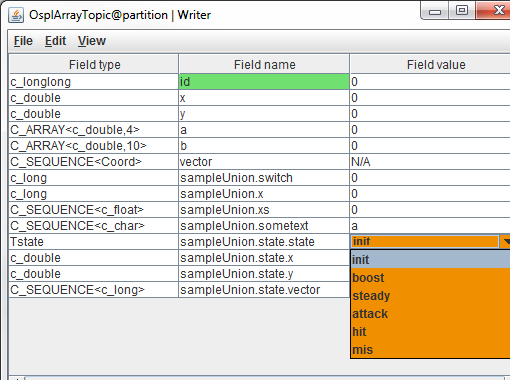 OsplArrayTopic@partition | Writer
File Edit View
Field type Field name Field value
c_longlong id 0
c_double x 0
c_double y 0
C_ARRAY<c_double,4> a 0
C_ARRAY<c_double,10> b 0
C_SEQUENCE<Coord> vector N/A
c_long sampleUnion.switch 0
c_long sampleUnion.x 0
C_SEQUENCE<c_float> sampleUnion.xs 0
C_SEQUENCE<c_char> sampleUnion.sometext a
Tstate sampleUnion.state.state init
c_double sampleUnion.state.x init
c_double sampleUnion.state.y boost
C_SEQUENCE<c_long> sampleUnion.state.vector steady
attack
hit
mis